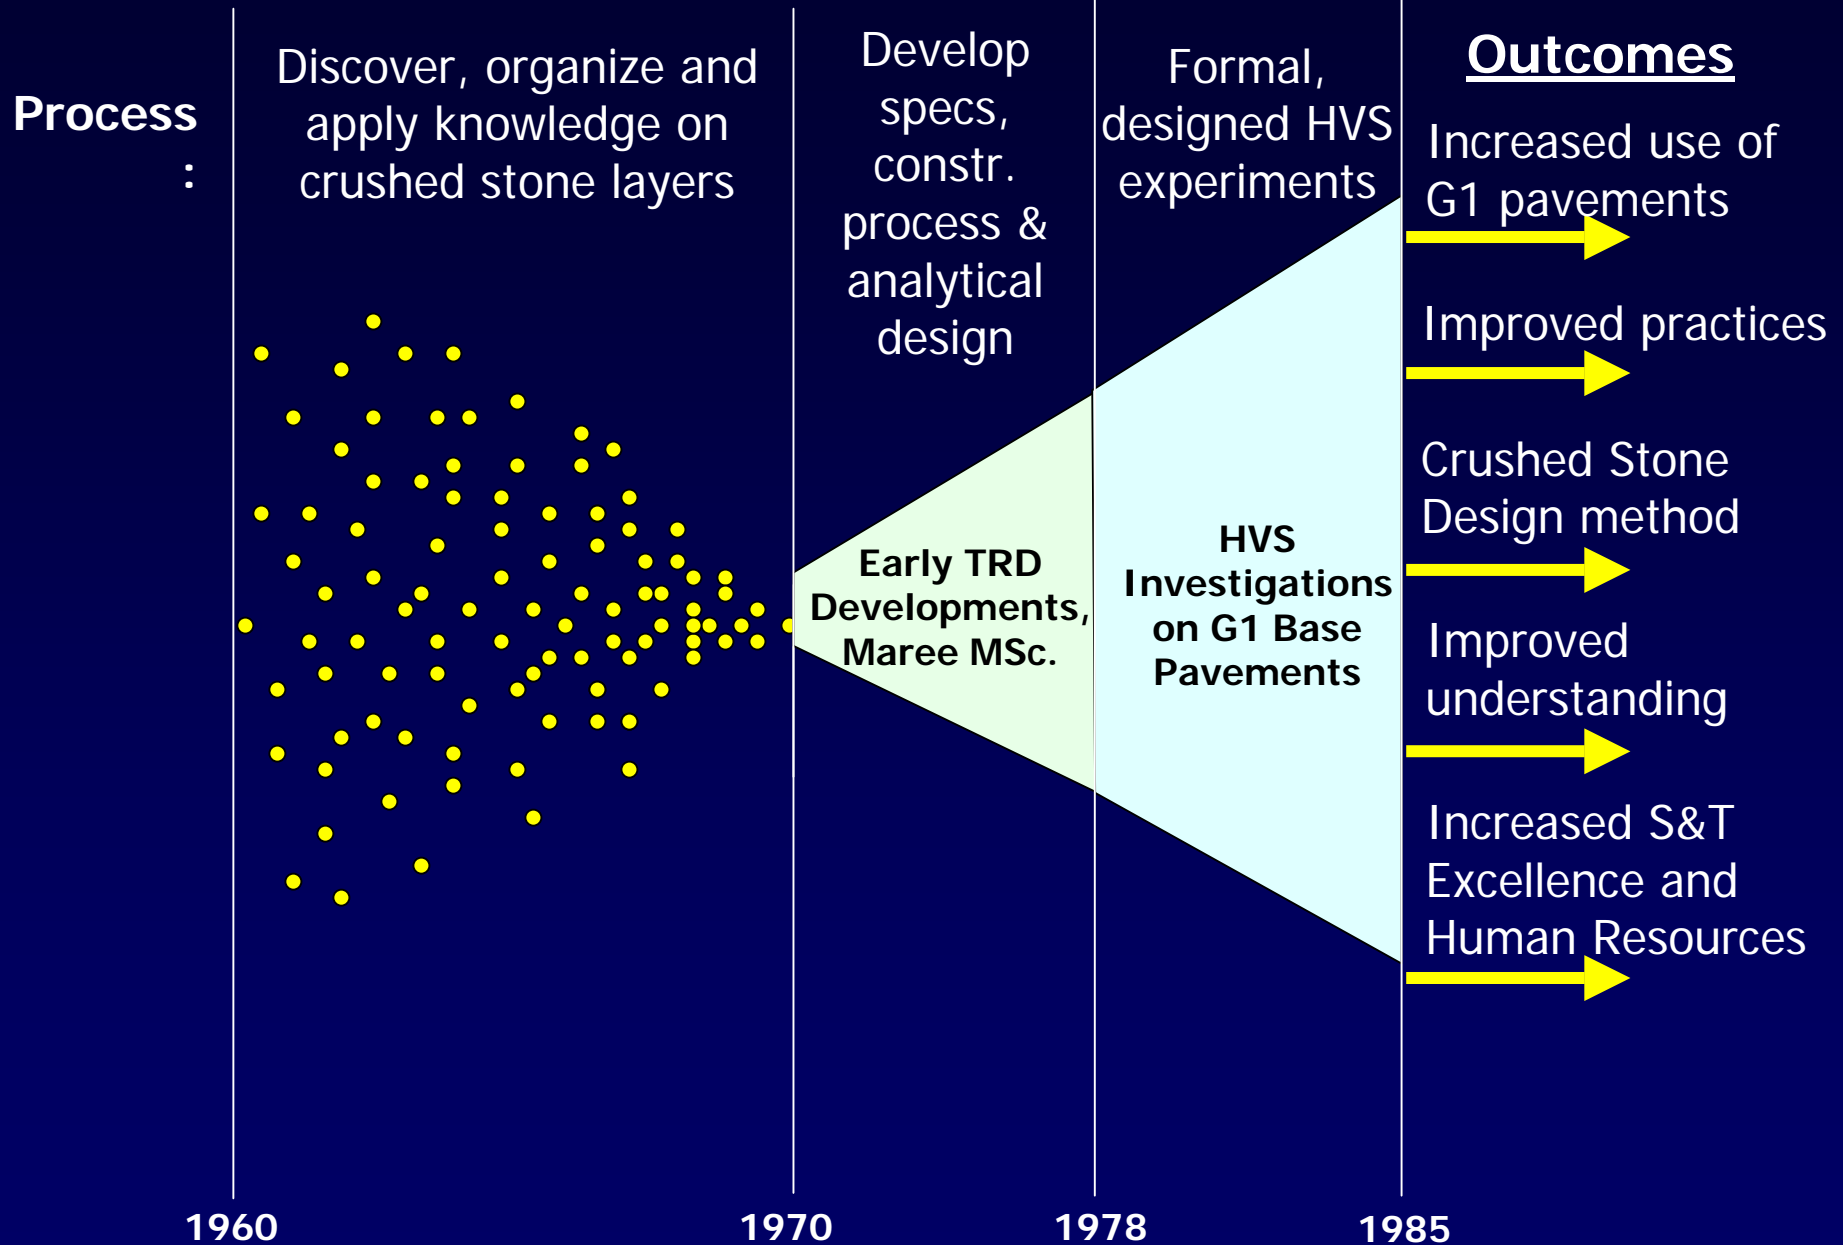 Process
:
Discover, organize and
apply knowledge on
crushed stone layers
Develop
specs,
constr.
process &
analytical
design
Formal,
designed HVS
experiments
Outcomes
Increased use of
G1 pavements
Improved practices
Crushed Stone
Design method
Improved
understanding
Increased S&T
Excellence and
Human Resources
Early TRD
Developments,
Maree MSc.
HVS
Investigations
on G1 Base
Pavements
1960
1970
1978
1985